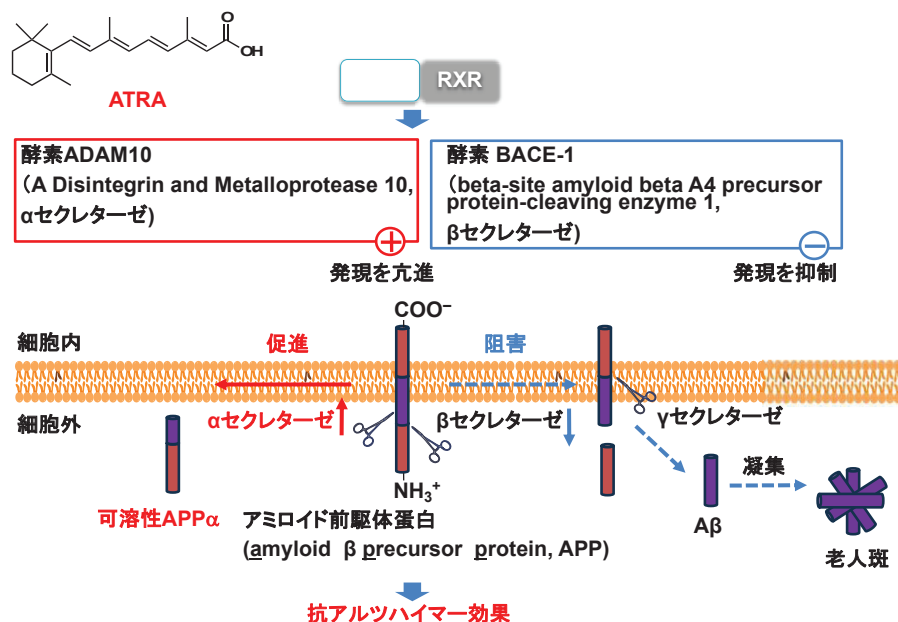 O
OH
ATRA
RXR
酵素ADAM10
（A Disintegrin and Metalloprotease 10,
αセクレターゼ)
+
発現を亢進
酵素 BACE-1
（beta-site amyloid beta A4 precursor
protein-cleaving enzyme 1,
βセクレターゼ)
−
発現を抑制
COO⁻
細胞内
促進
阻害
細胞外
αセクレターゼ
βセクレターゼ
γセクレターゼ
NH₃⁺
可溶性APPα
アミロイド前駆体蛋白
(amyloid β precursor protein, APP)
Aβ
凝集
老人斑
抗アルツハイマー効果